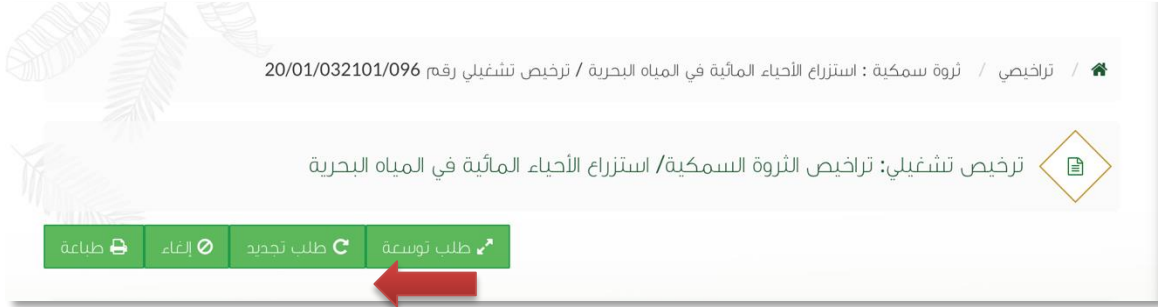 / تراخيصي / ثروة سمكية : استزراع الأحياء المائية في المياه البحرية / ترخيص تشغيلي رقم 20/01/032101/096
ترخيص تشغيلي: تراخيص الثروة السمكية/ استزراع الأحياء المائية في المياه البحرية
طلب توسعة طلب تجديد إلغاء طباعة